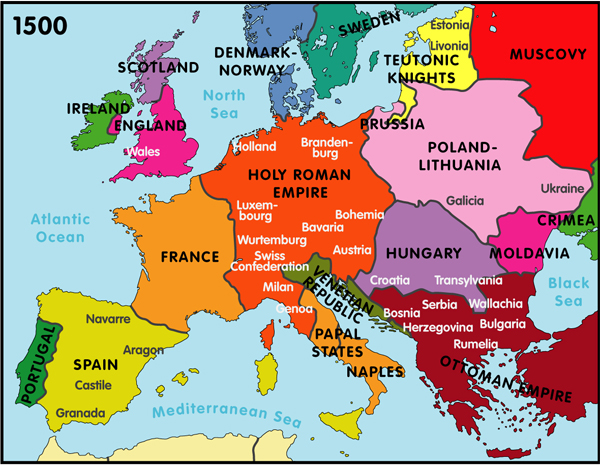 1500
SWEDEN
Estonia
Livonia
DENMARK-
NORWAY
TEUTONIC
KNIGHTS
MUSCOVY
SCOTLAND
North
Sea
IRELAND
ENGLAND
Wales
PRUSSIA
Holland
Branden-
burg
POLAND-
LITHUANIA
HOLY ROMAN
EMPIRE
Ukraine
Galicia
Luxem-
bourg
Bohemia
CRIMEA
Atlantic
Ocean
Bavaria
Wurtemburg
Austria
FRANCE
HUNGARY
MOLDAVIA
Swiss
Confederation
VENETIAN
REPUBLIC
Croatia
Transylvania
Black
Sea
Milan
Genoa
Bosnia
Serbia
Wallachia
Herzegovina
Bulgaria
Rumelia
Navarre
Aragon
PAPAL
STATES
PORTUGAL
SPAIN
NAPLES
OTTOMAN EMPIRE
Castile
Granada
Mediterranean Sea